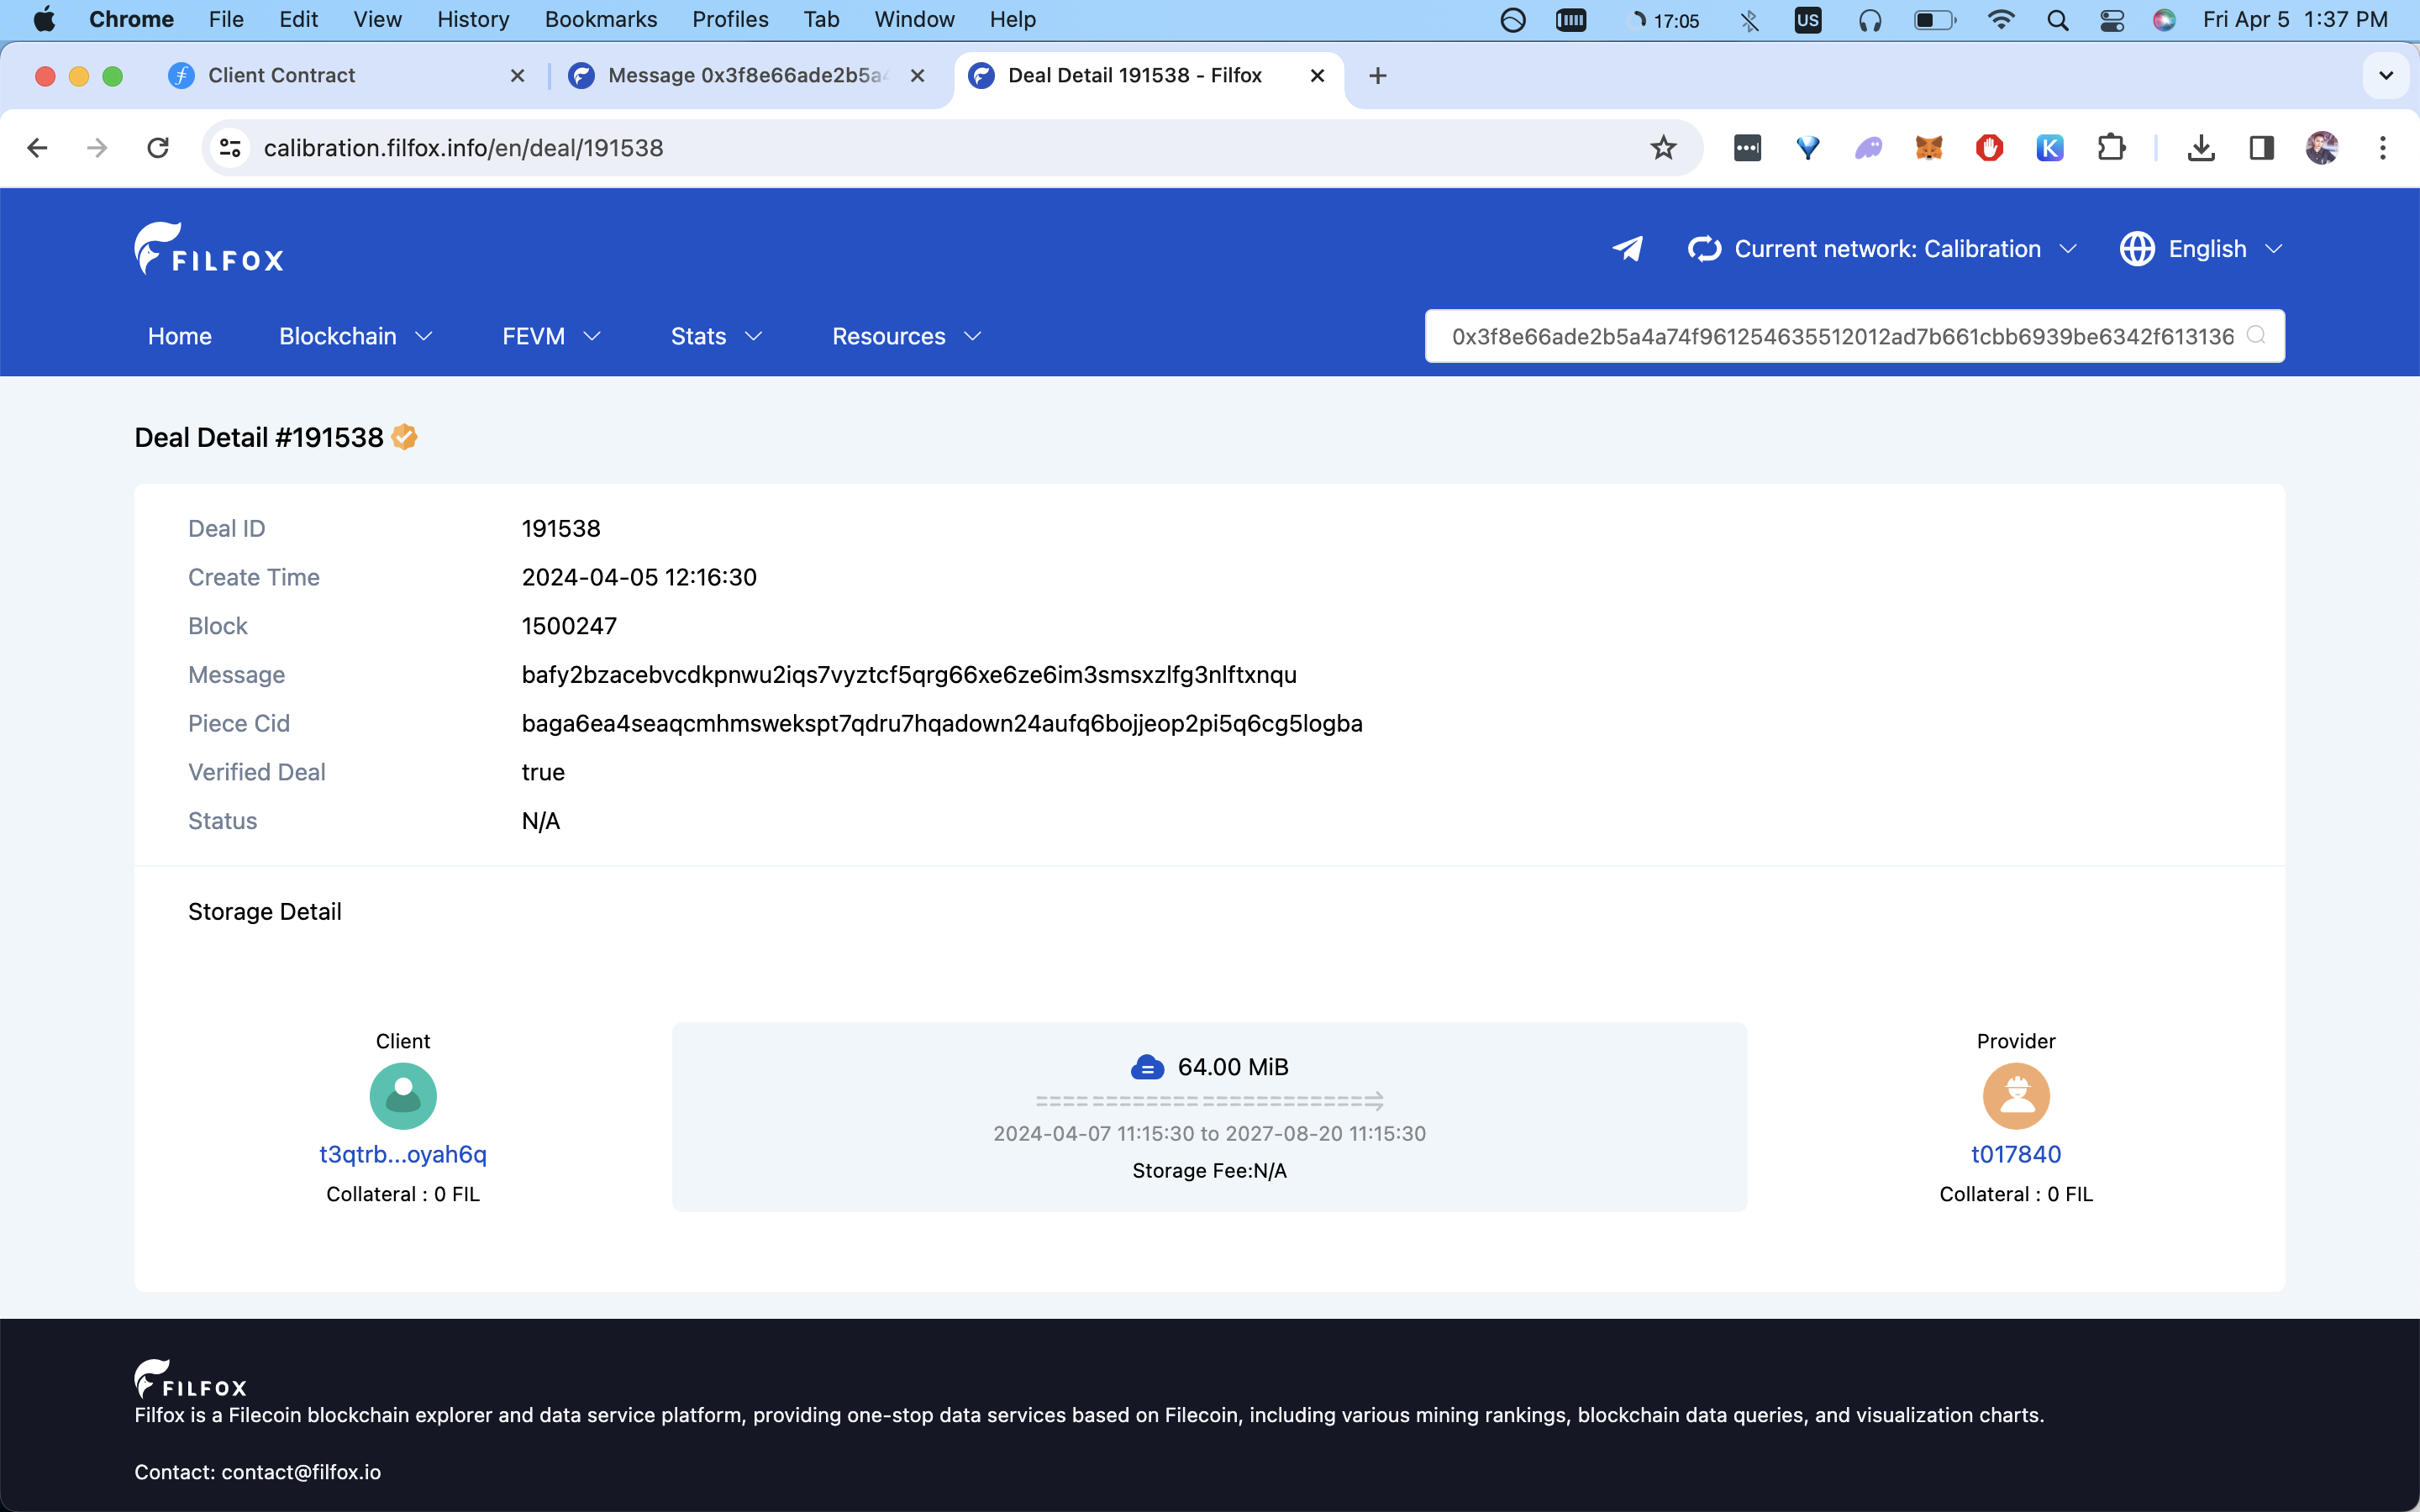 Chrome File Edit View History Bookmarks Profiles Tab Window Help 17:05 US Fri Apr 5 1:37 PM
Client Contract Message 0x3f8e66ade2b5a4 Deal Detail 191538 - Filfox
calibration.filfox.info/en/deal/191538 K
FILFOX Current network: Calibration English
Home Blockchain FEVM Stats Resources 0x3f8e66ade2b5a4a74f961254635512012ad7b661cbb6939be6342f613136
Deal Detail #191538
Deal ID 191538
Create Time 2024-04-05 12:16:30
Block 1500247
Message bafy2bzacebvcdkpnwu2iqs7vyztcf5qrg66xe6ze6im3smsxzlfg3nlftxnqu
Piece Cid baga6ea4seaqcmhmswekspt7qdru7hqadown24aufq6bojjeop2pi5q6cg5logba
Verified Deal true
Status N/A
Storage Detail
Client 64.00 MiB Provider
2024-04-07 11:15:30 to 2027-08-20 11:15:30
t3qtrb...oyah6q Storage Fee:N/A t017840
Collateral : 0 FIL Collateral : 0 FIL
FILFOX
Filfox is a Filecoin blockchain explorer and data service platform, providing one-stop data services based on Filecoin, including various mining rankings, blockchain data queries, and visualization charts.
Contact: contact@filfox.io